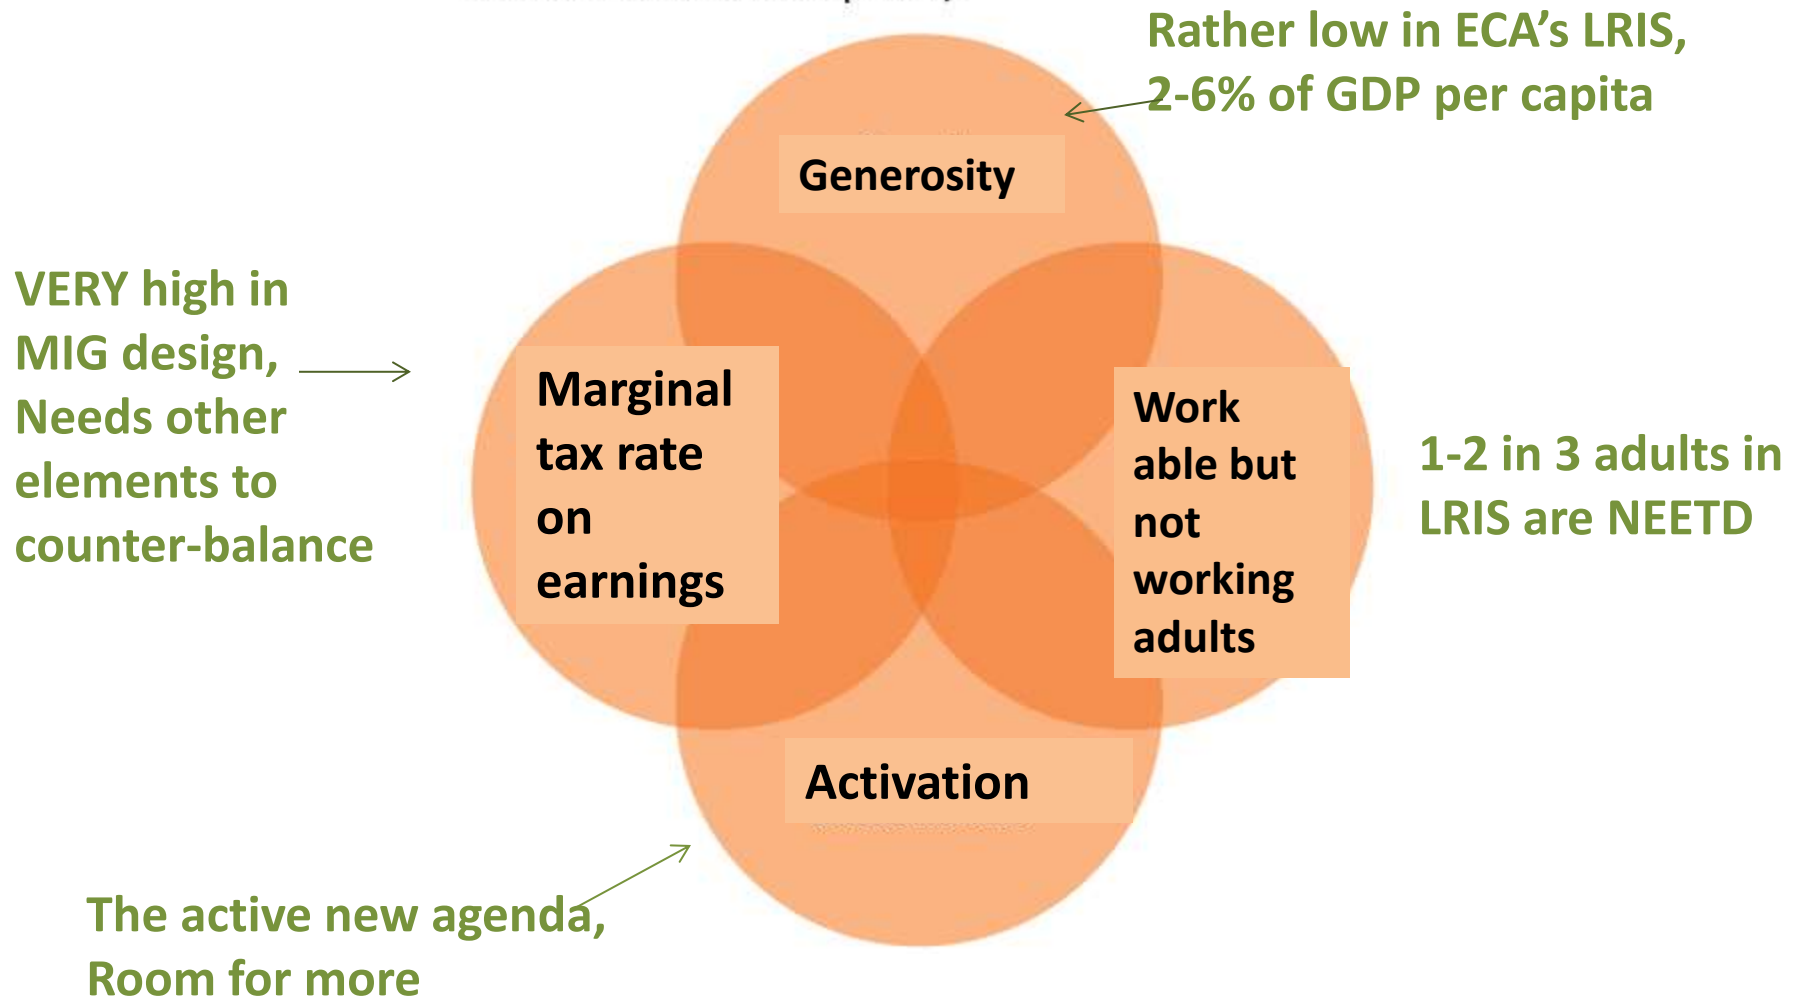 Rather low in ECA's LRIS,
2-6% of GDP per capita
Generosity
VERY high in
MIG design,
Needs other
elements to
counter-balance
Marginal
tax rate
on
earnings
Work
able but
not
working
adults
1-2 in 3 adults in
LRIS are NEETD
Activation
The active new agenda,
Room for more